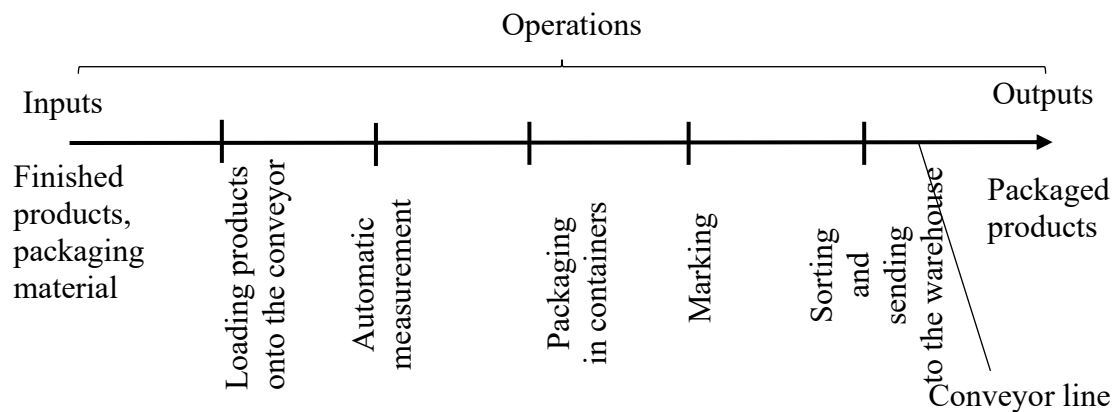 Operations
Inputs
Outputs
Finished
products,
packaging
material
Loading products
onto the conveyor
Automatic
measurement
Packaging
in containers
Marking
Sorting
and
sending
to the warehouse
Packaged
products
Conveyor line